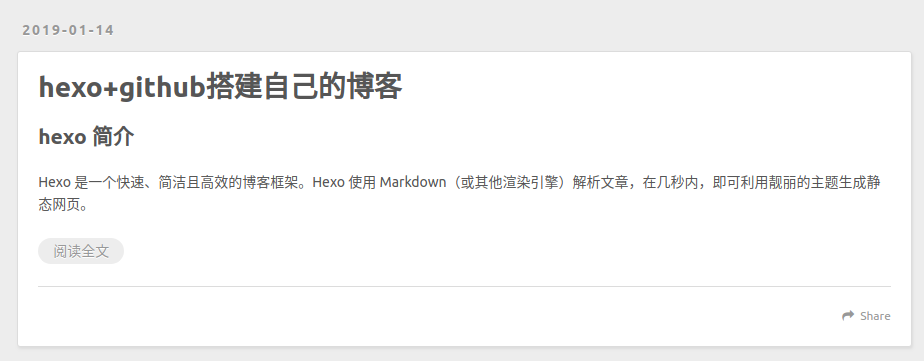 2019-01-14
hexo+github搭建自己的博客
hexo 简介
Hexo 是一个快速、简洁且高效的博客框架。Hexo 使用 Markdown（或其他渲染引擎）解析文章，在几秒内，即可利用靓丽的主题生成静
态网页。
阅读全文
Share